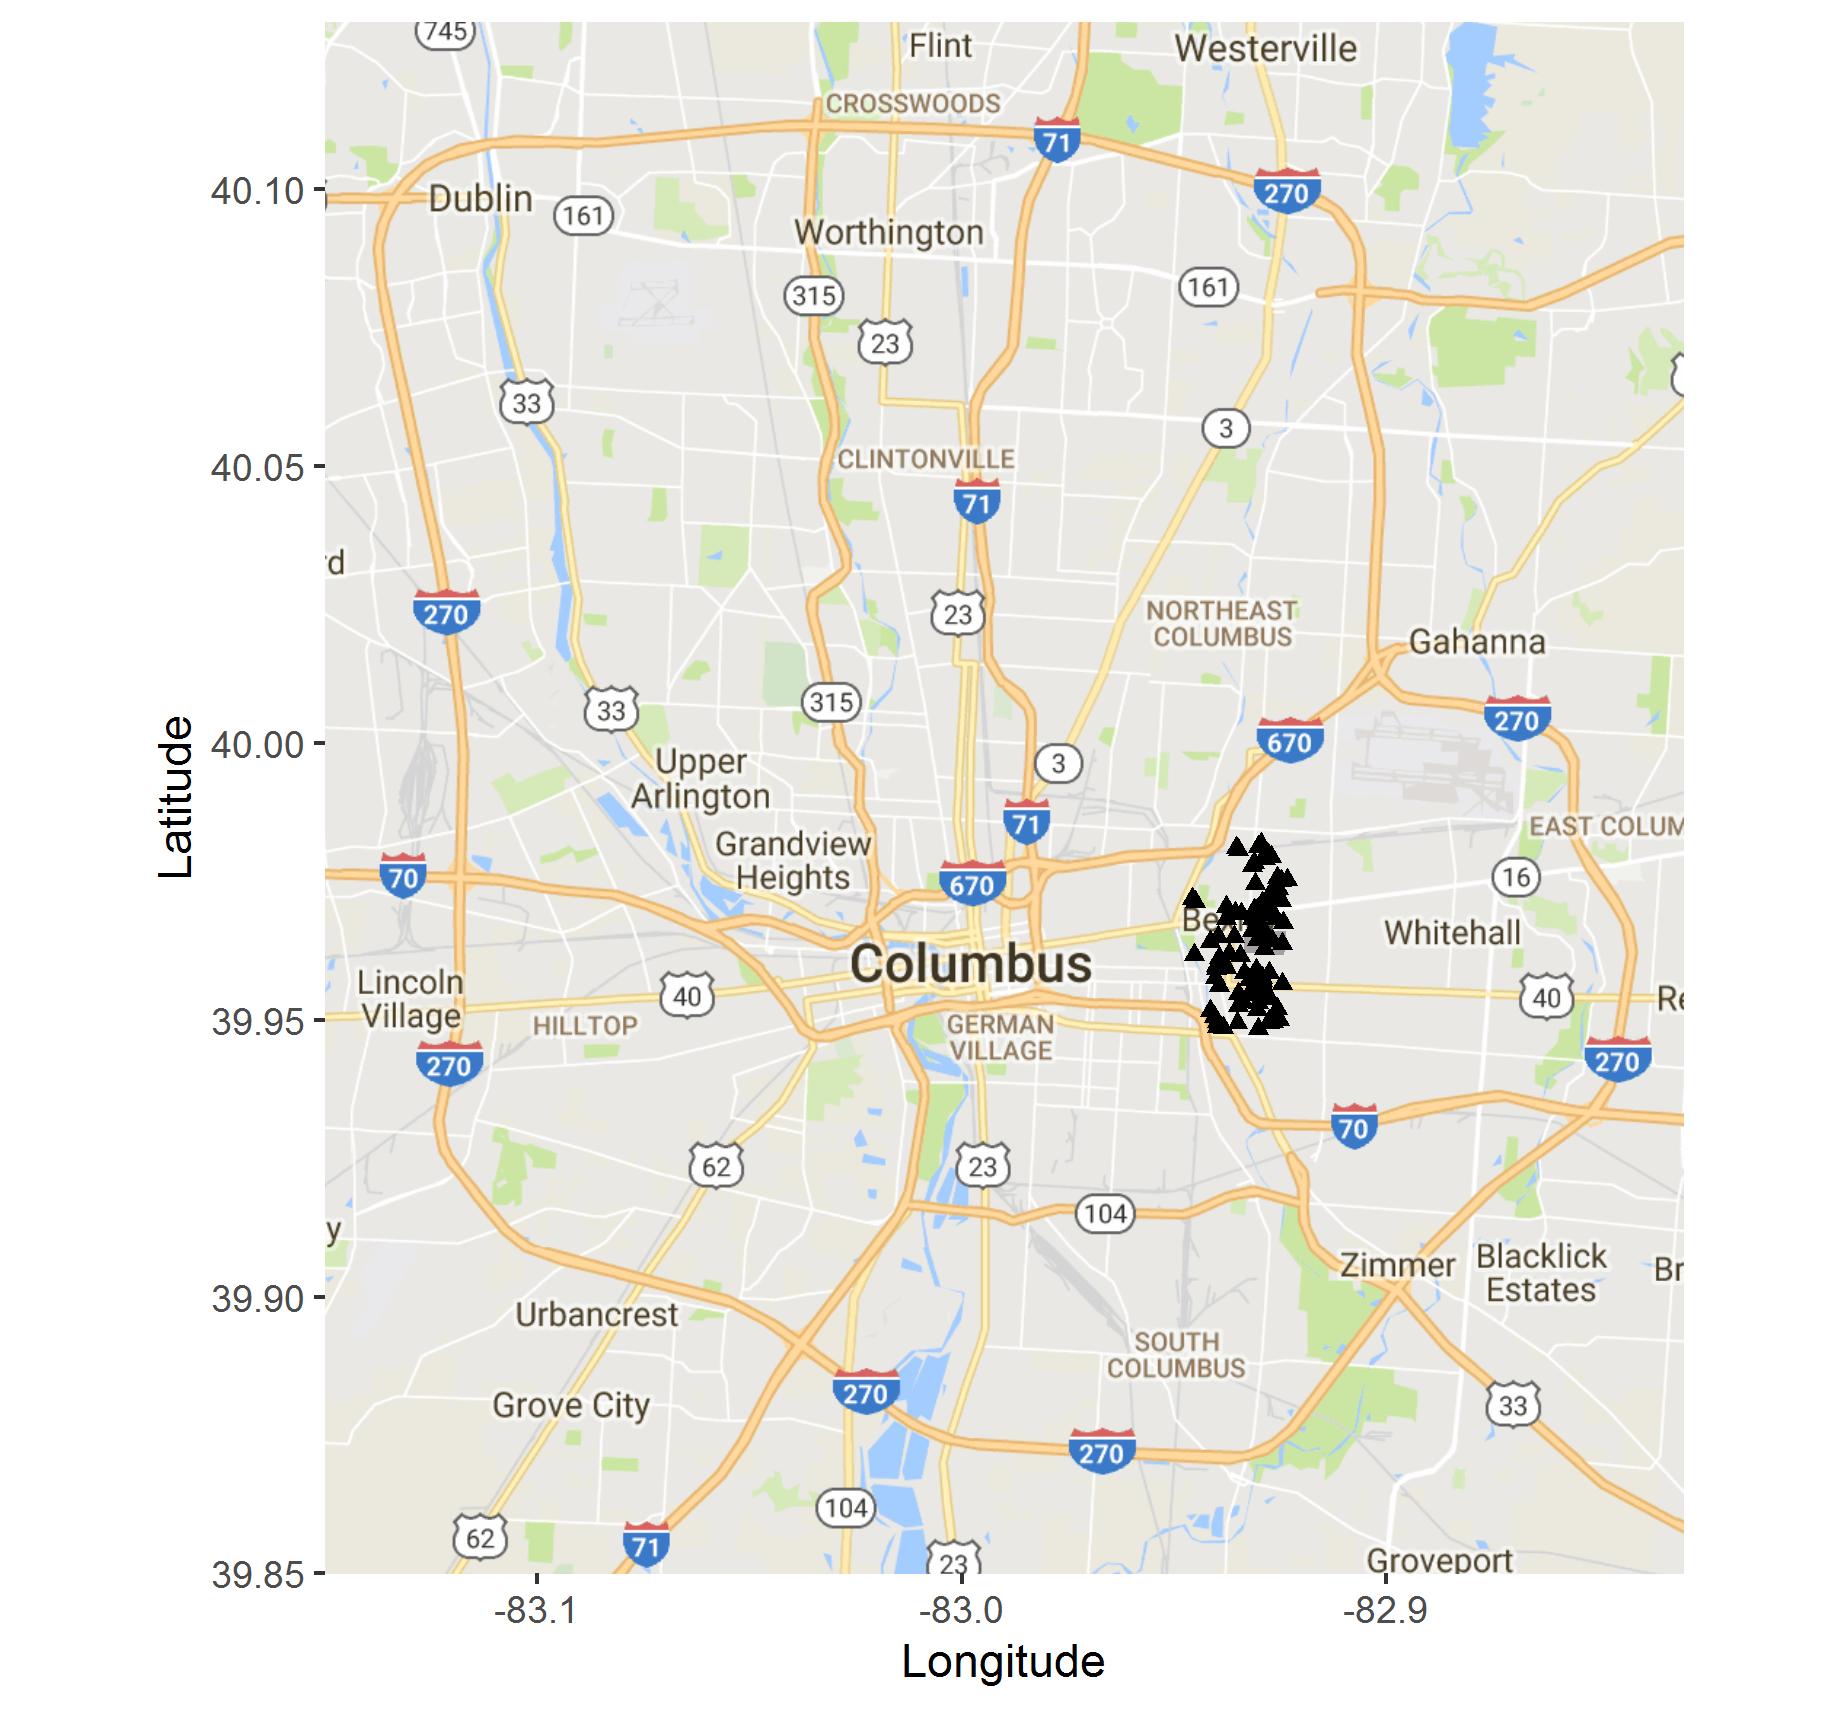 745
Flint
Westerville
CROSSWOODS
71
270
40.10
Dublin
161
Worthington
315
161
23
33
3
40.05
CLINTONVILLE
71
d
270
23
NORTHEAST
COLUMBUS
Gahanna
33
315
270
670
40.00
Upper
Arlington
3
71
EAST COLUM
Grandview
Heights
70
670
16
Whitehall
Columbus
Lincoln
Village
40
40
Re
39.95
HILLTOP
GERMAN
VILLAGE
270
270
70
62
23
104
y
Zimmer
Blacklick
Estates
Br
39.90
Urbancrest
SOUTH
COLUMBUS
270
33
Grove City
270
104
62
71
23
Groveport
39.85
-83.1
-83.0
-82.9
Longitude
Latitude